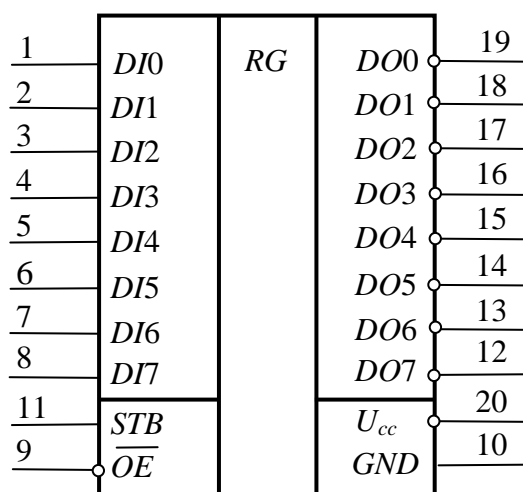 1 DI0 RG DO0 19
2 DI1 DO1 18
3 DI2 DO2 17
4 DI3 DO3 16
5 DI4 DO4 15
6 DI5 DO5 14
7 DI6 DO6 13
8 DI7 DO7 12
11 STB U_cc 20
9 O̅E̅ GND 10